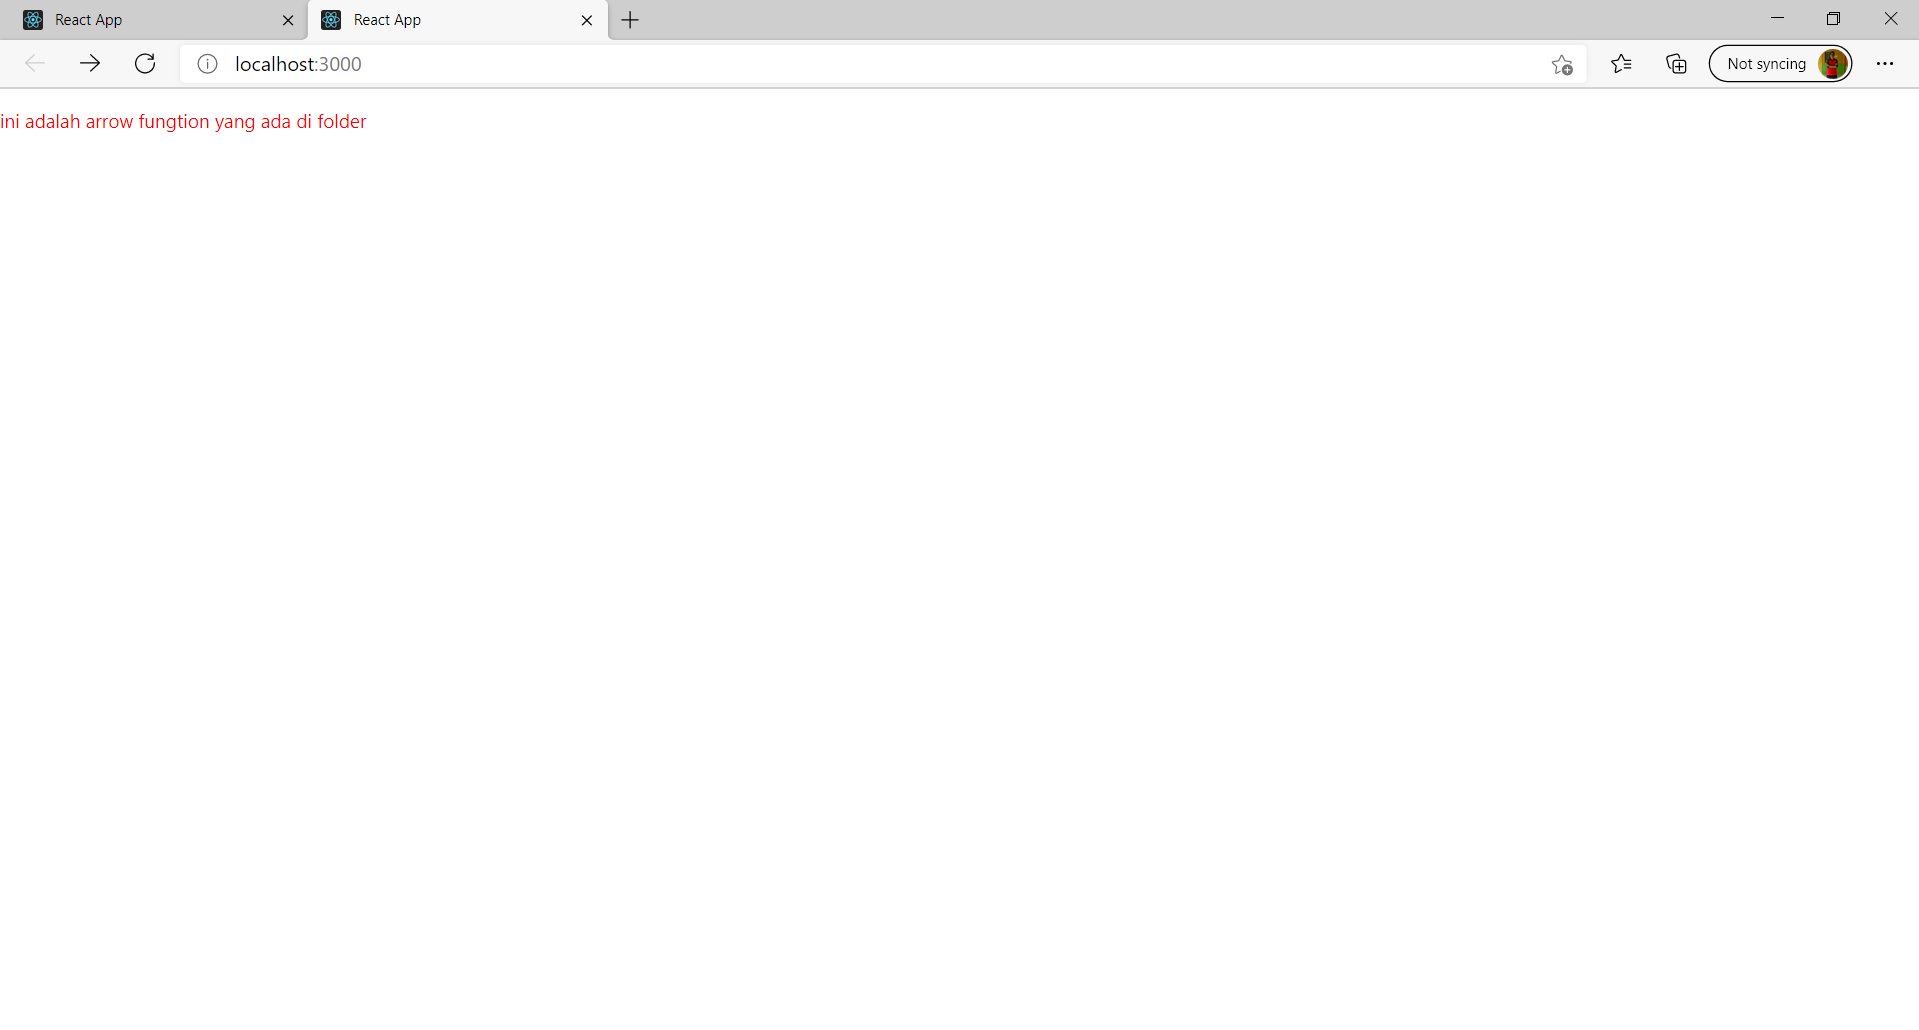 React App
React App
localhost:3000
Not syncing
ini adalah arrow fungtion yang ada di folder